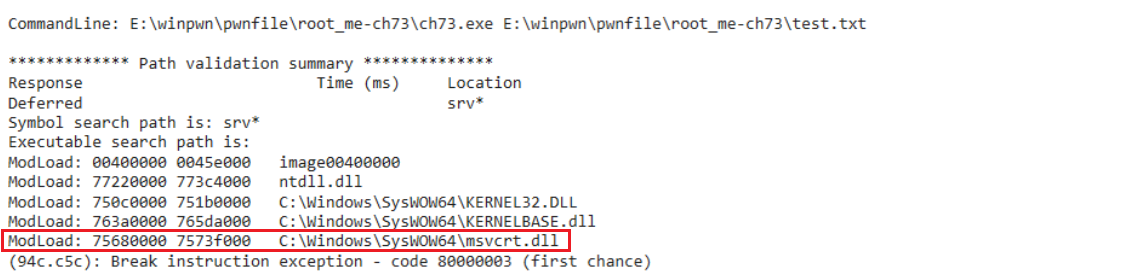 CommandLine: E:\winpwn\pwnfile\root_me-ch73\ch73.exe E:\winpwn\pwnfile\root_me-ch73\test.txt
************* Path validation summary **************
Response                         Time (ms)     Location
Deferred                                       srv*
Symbol search path is: srv*
Executable search path is:
ModLoad: 00400000 0045e000   image00400000
ModLoad: 77220000 773c4000   ntdll.dll
ModLoad: 750c0000 751b0000   C:\Windows\SysWOW64\KERNEL32.DLL
ModLoad: 763a0000 765da000   C:\Windows\SysWOW64\KERNELBASE.dll
ModLoad: 75680000 7573f000   C:\Windows\SysWOW64\msvcrt.dll
(94c.c5c): Break instruction exception - code 80000003 (first chance)